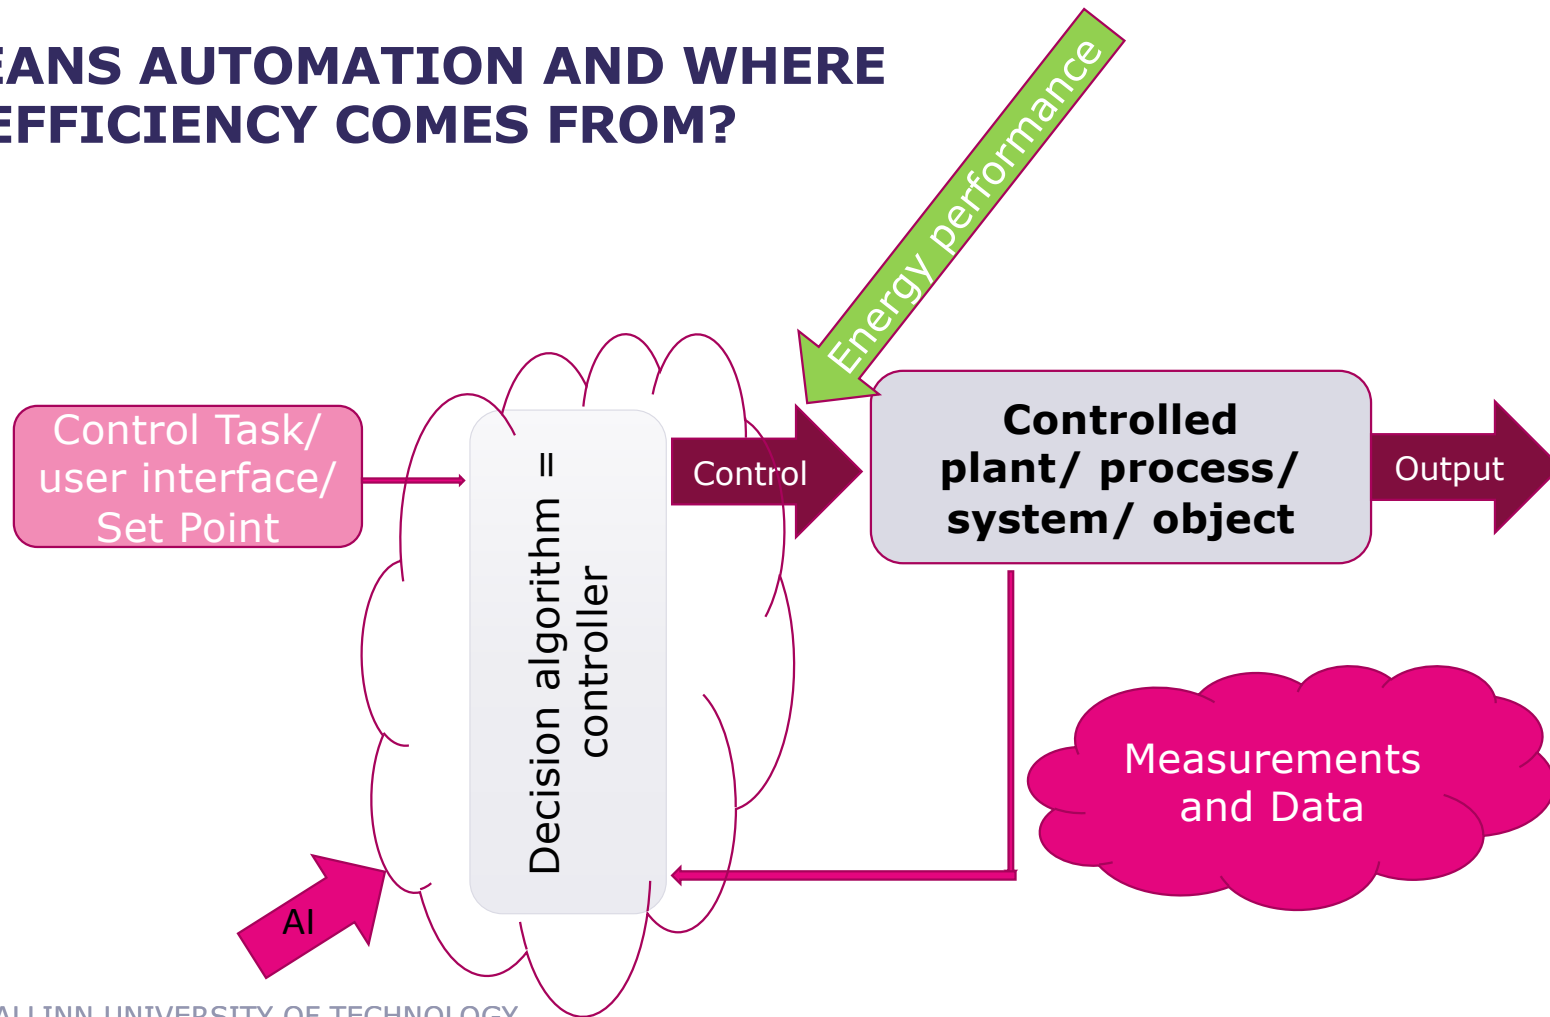 EANS AUTOMATION AND WHERE
EFFICIENCY COMES FROM?
Energy performance
Control Task/
user interface/
Set Point
Decision algorithm =
controller
Control
Controlled
plant/ process/
system/ object
Output
Measurements
and Data
AI
ALLINN UNIVERSITY OF TECHNOLOGY